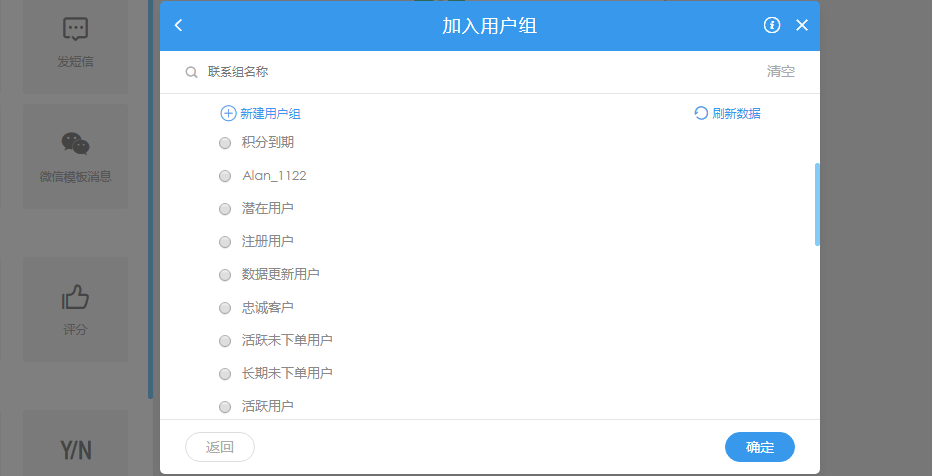 发短信
微信模板消息
评分
Y/N
加入用户组
联系组名称
清空
新建用户组
刷新数据
积分到期
Alan_1122
潜在用户
注册用户
数据更新用户
忠诚客户
活跃未下单用户
长期未下单用户
活跃用户
返回
确定